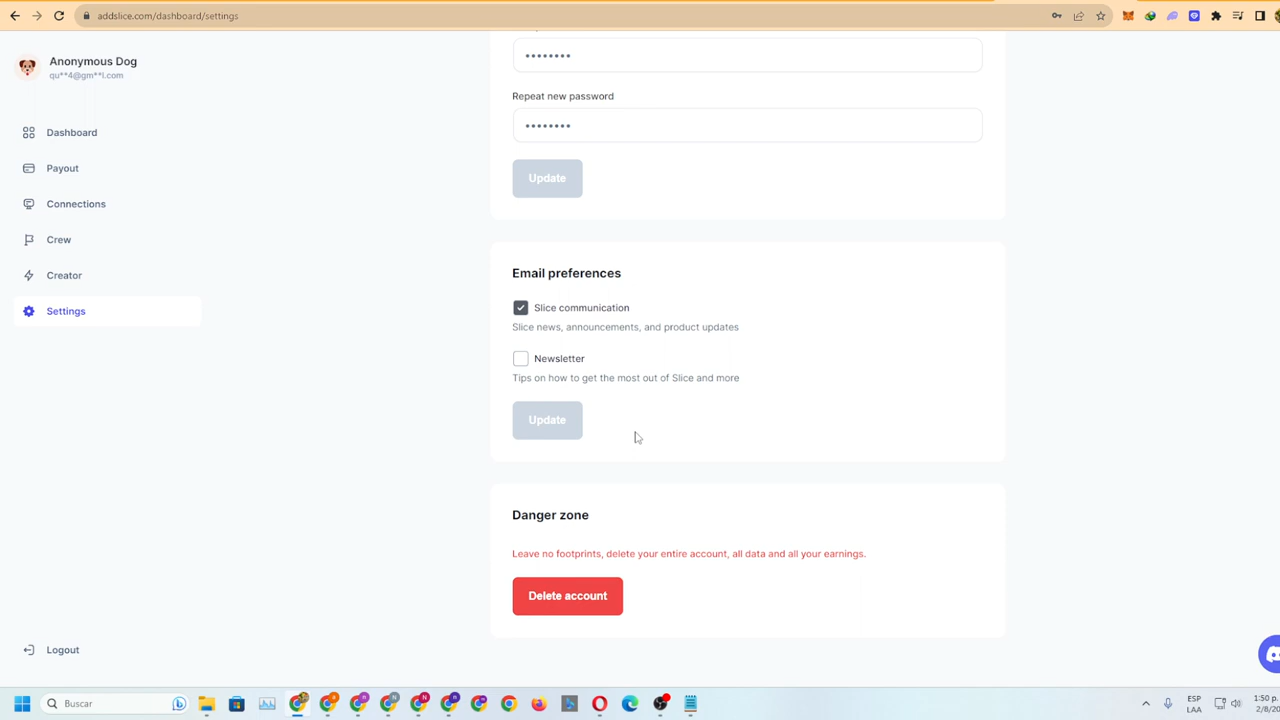 addslice.com/dashboard/settings
Anonymous Dog
qu**4@gm**l.com
Dashboard
Payout
Connections
Crew
Creator
Settings
Logout
••••••••
Repeat new password
••••••••
Update
Email preferences
Slice communication
Slice news, announcements, and product updates
Newsletter
Tips on how to get the most out of Slice and more
Update
Danger zone
Leave no footprints, delete your entire account, all data and all your earnings.
Delete account
Buscar
ESP
LAA
1:50 p.
2/8/20